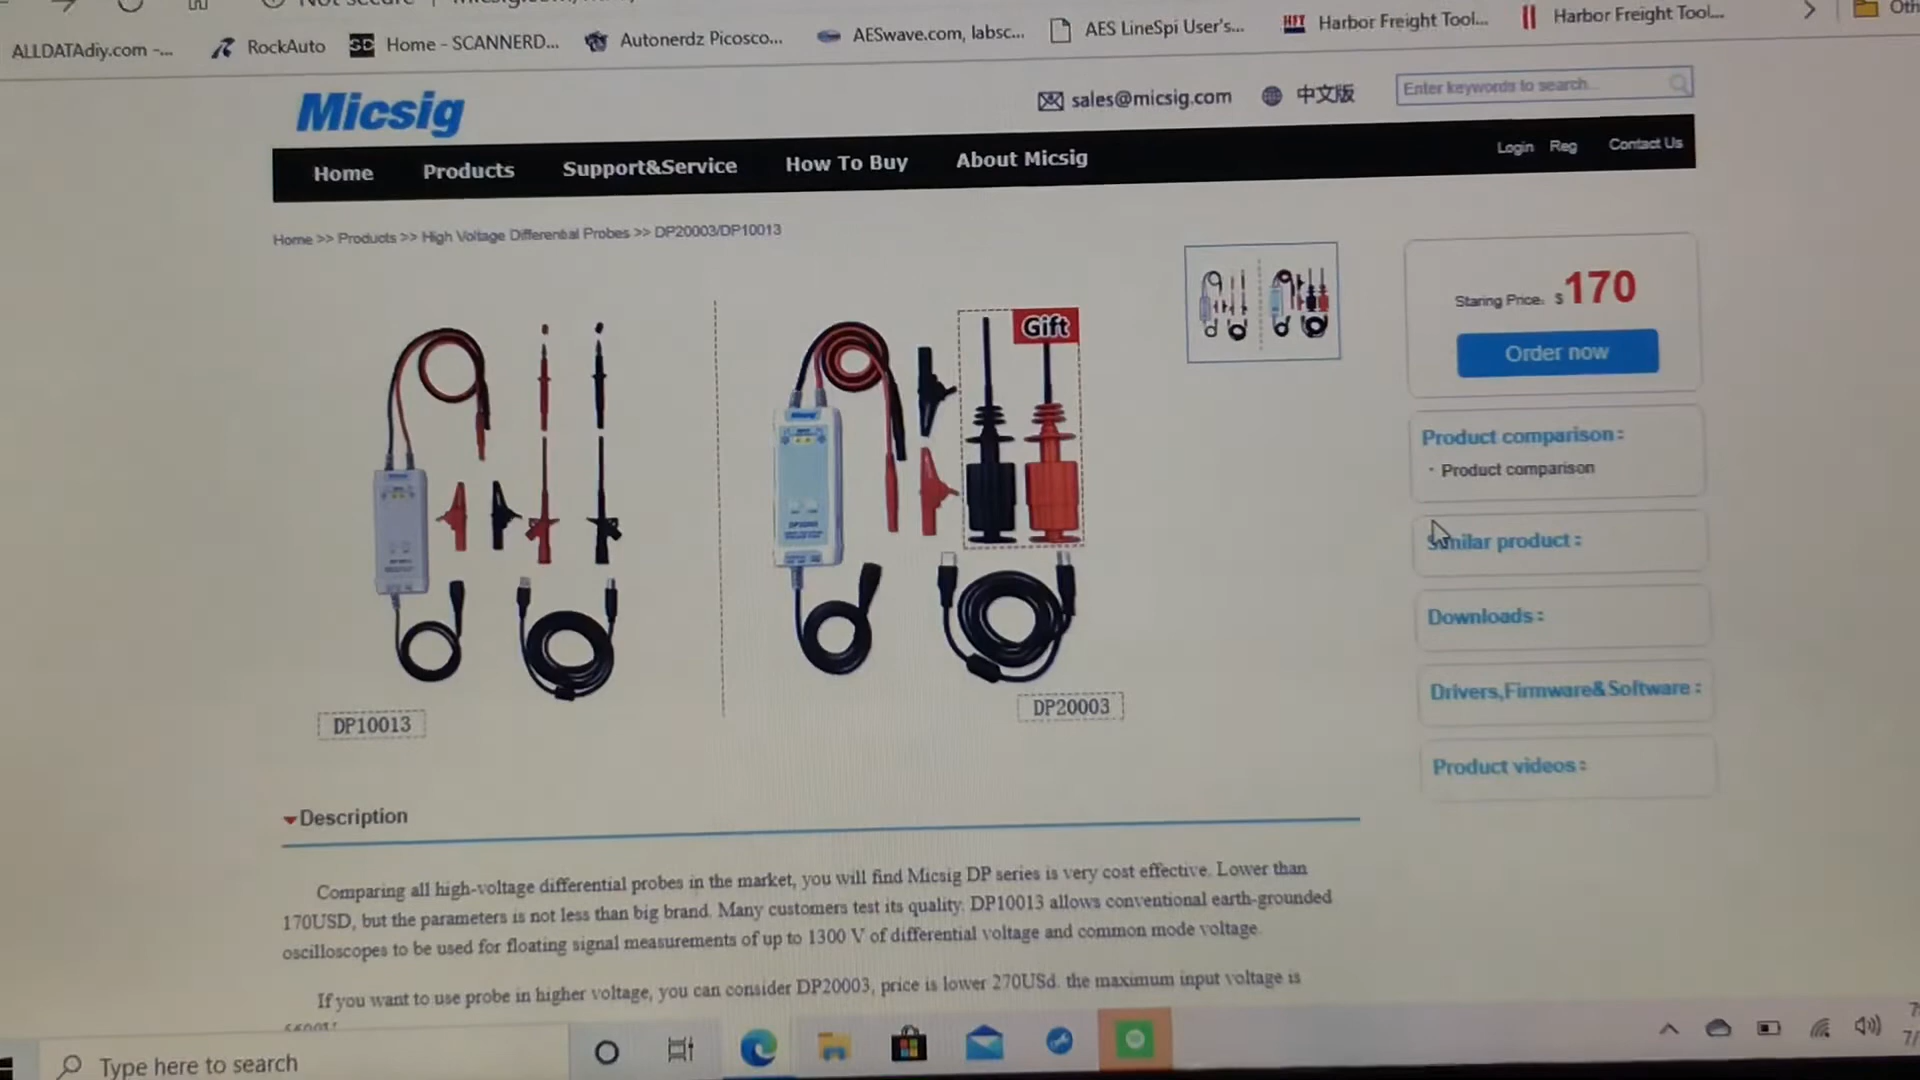 ALLDATAdiy.com -...
RockAuto
Home - SCANNERD...
Autonerdz Picosco...
AESwave.com, labsc...
AES LineSpi User's...
Harbor Freight Tool...
Harbor Freight Tool...
Micsig
sales@micsig.com
中文版
Enter keywords to search...
Home
Products
Support&Service
How To Buy
About Micsig
Login
Reg
Contact Us
Home >> Products >> High Voltage Differential Probes >> DP20003/DP10013
Gift
Staring Price: $170
Order now
Product comparison :
· Product comparison
Similar product :
Downloads :
Drivers,Firmware&Software :
Product videos :
DP10013
DP20003
Description
Comparing all high-voltage differential probes in the market, you will find Micsig DP series is very cost effective. Lower than
170USD, but the parameters is not less than big brand. Many customers test its quality. DP10013 allows conventional earth-grounded
oscilloscopes to be used for floating signal measurements of up to 1300 V of differential voltage and common mode voltage.
If you want to use probe in higher voltage, you can consider DP20003, price is lower 270USd. the maximum input voltage is
Type here to search